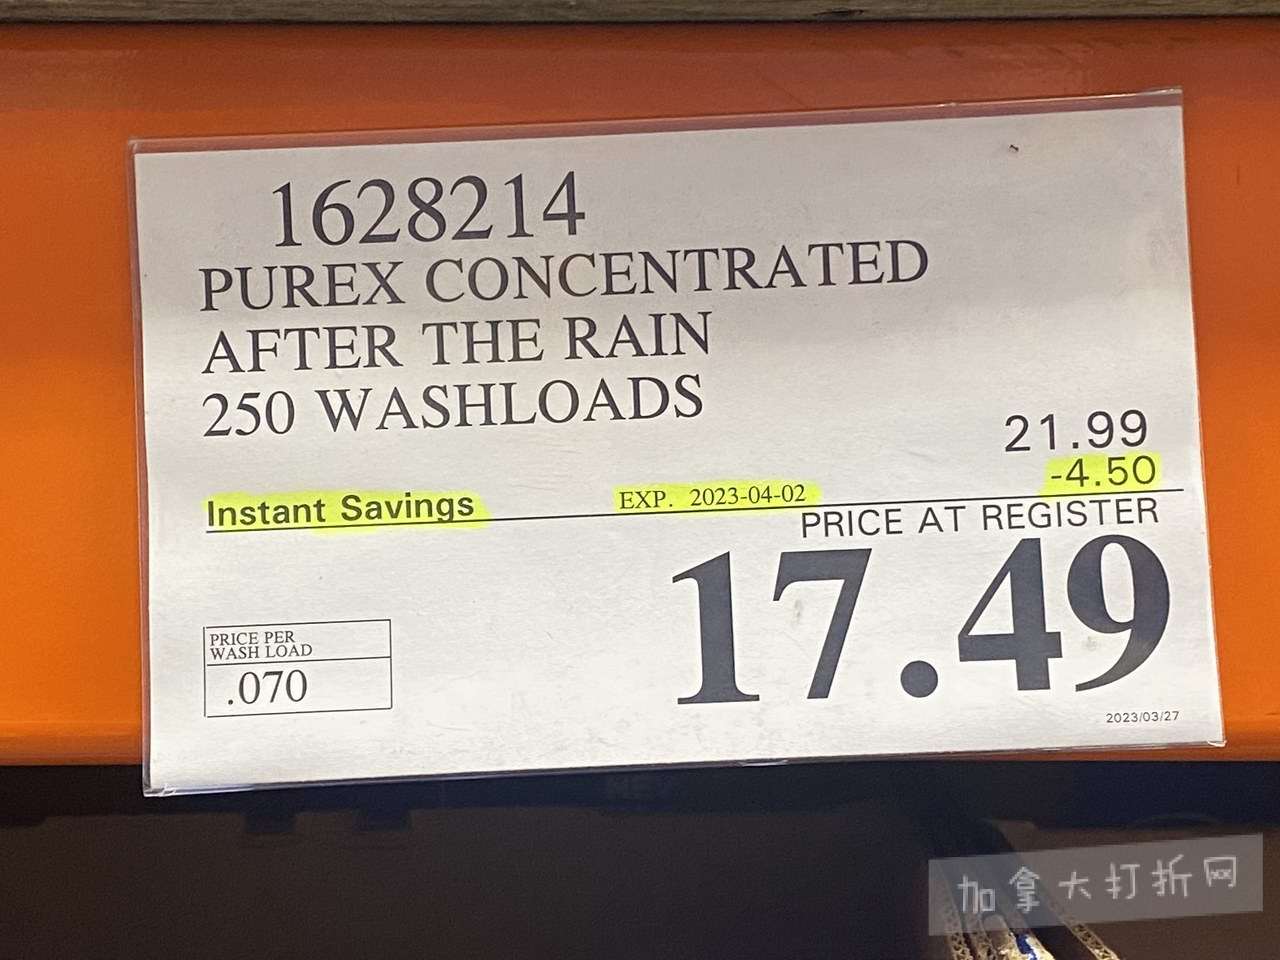 1628214
PUREX CONCENTRATED
AFTER THE RAIN
250 WASHLOADS
21.99
Instant Savings EXP. 2023-04-02 -4.50
PRICE AT REGISTER
17.49
PRICE PER
WASH LOAD
.070
2023/03/27
加拿大打折网